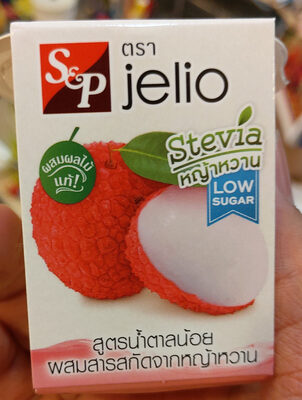 S&P
ตรา
jelio
Stevia
หญ้าหวาน
ผสมผลไม้
แท้!
LOW
SUGAR
สูตรน้ำตาลน้อย
ผสมสารสกัดจากหญ้าหวาน